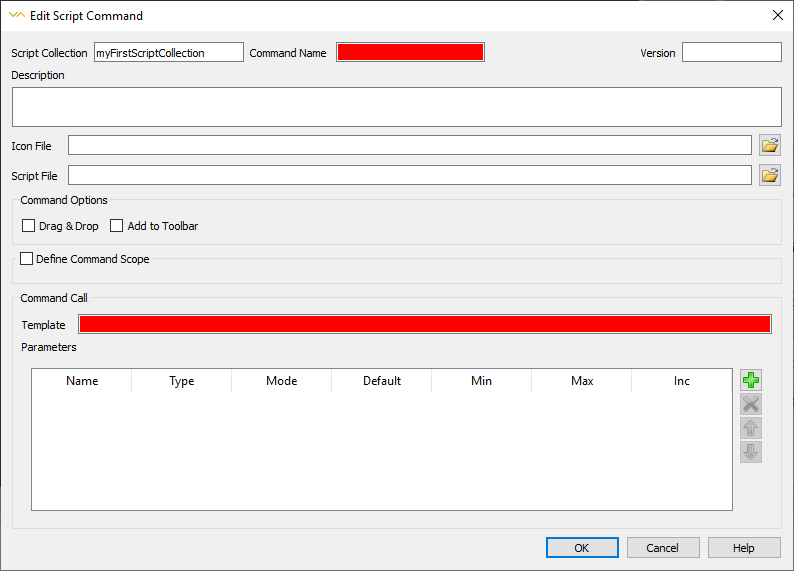 Edit Script Command
Script Collection myFirstScriptCollection Command Name Version
Description
Icon File
Script File
Command Options
Drag & Drop Add to Toolbar
Define Command Scope
Command Call
Template
Parameters
Name Type Mode Default Min Max Inc
OK Cancel Help